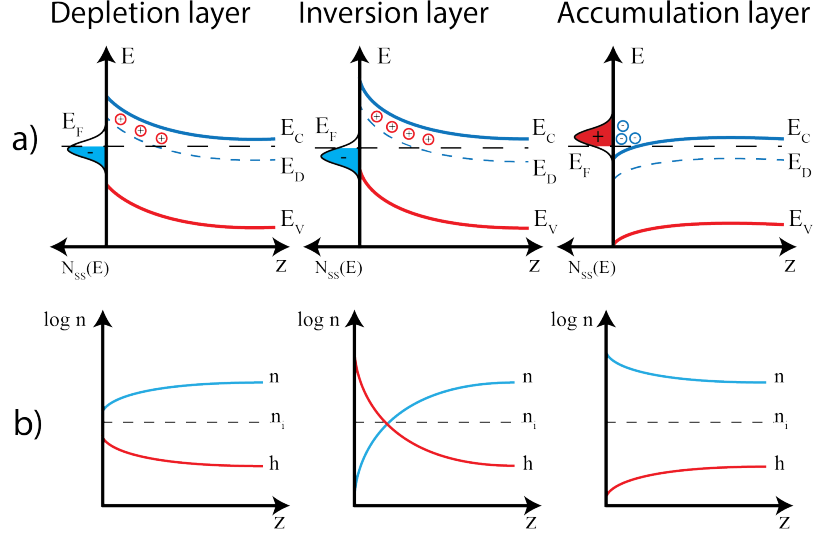 Depletion layer
Inversion layer
Accumulation layer
a)
E
E_F
+
+
+
-
E_C
E_D
E_V
N_SS(E)
z
E
E_F
+
+
+
+
-
E_C
E_D
E_V
N_SS(E)
z
E
+
-
-
-
E_F
E_C
E_D
E_V
N_SS(E)
z
b)
log n
n
n_i
h
z
log n
n
n_i
h
z
log n
n
n_i
h
z